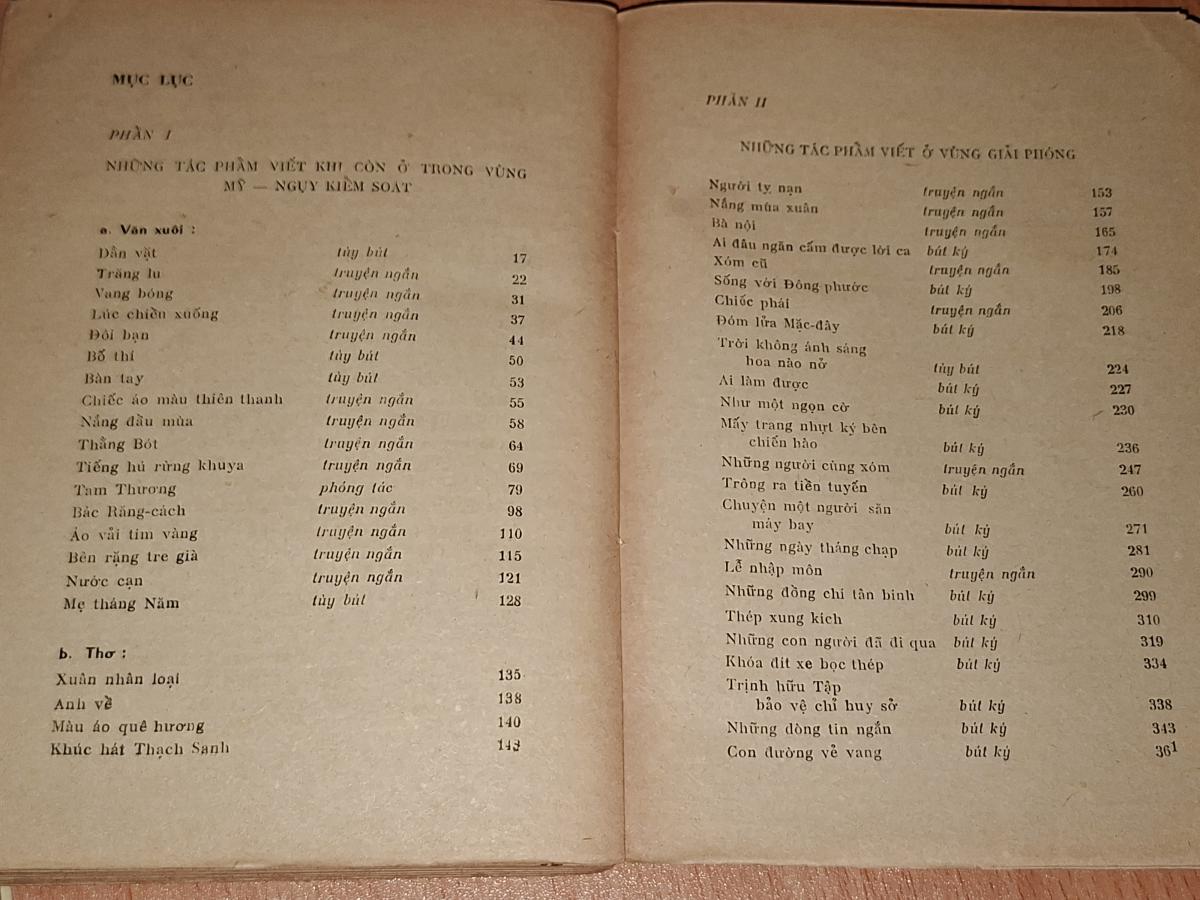 MỤC LỤC
PHẦN I
NHỮNG TÁC PHẦM VIẾT KHI CÒN Ở TRONG VÙNG
MỸ — NGỤY KIỀM SOÁT
a. Văn xuôi :
Dằn vặt tùy bút 17
Trăng lu truyện ngắn 22
Vang bóng truyện ngắn 31
Lúc chiều xuống truyện ngắn 37
Đôi bạn truyện ngắn 44
Bố thí tùy bút 50
Bàn tay tùy bút 53
Chiếc áo màu thiên thanh truyện ngắn 55
Nắng đầu mùa truyện ngắn 58
Thằng Bót truyện ngắn 64
Tiếng hú rừng khuya truyện ngắn 69
Tam Thương phóng tác 79
Bác Răng-cách truyện ngắn 98
Áo vải tím vàng truyện ngắn 110
Bên rặng tre già truyện ngắn 115
Nước cạn truyện ngắn 121
Mẹ tháng Năm tùy bút 128
b. Thơ :
Xuân nhân loại 135
Anh về 138
Màu áo quê hương 140
Khúc hát Thạch Sanh 143
PHẦN II
NHỮNG TÁC PHẦM VIẾT Ở VÙNG GIẢI PHÓNG
Người tỵ nạn truyện ngắn 153
Nắng mùa xuân truyện ngắn 157
Bà nội truyện ngắn 165
Ai đâu ngăn cấm được lời ca bút ký 174
Xóm cũ truyện ngắn 185
Sống với Đông phước bút ký 198
Chiếc phái truyện ngắn 206
Đóm lửa Mặc-đây bút ký 218
Trời không ánh sáng
hoa nào nở tùy bút 224
Ai làm được bút ký 227
Như một ngọn cờ bút ký 230
Mấy trang nhựt ký bên
chiến hào bút ký 236
Những người cùng xóm truyện ngắn 247
Trông ra tiền tuyến bút ký 260
Chuyện một người săn
máy bay bút ký 271
Những ngày tháng chạp bút ký 281
Lễ nhập môn truyện ngắn 290
Những đồng chí tân binh bút ký 299
Thép xung kích bút ký 310
Những con người đã đi qua bút ký 319
Khóa đít xe bọc thép bút ký 334
Trịnh hữu Tập
bảo vệ chỉ huy sở bút ký 338
Những dòng tin ngắn bút ký 343
Con đường vẻ vang bút ký 361